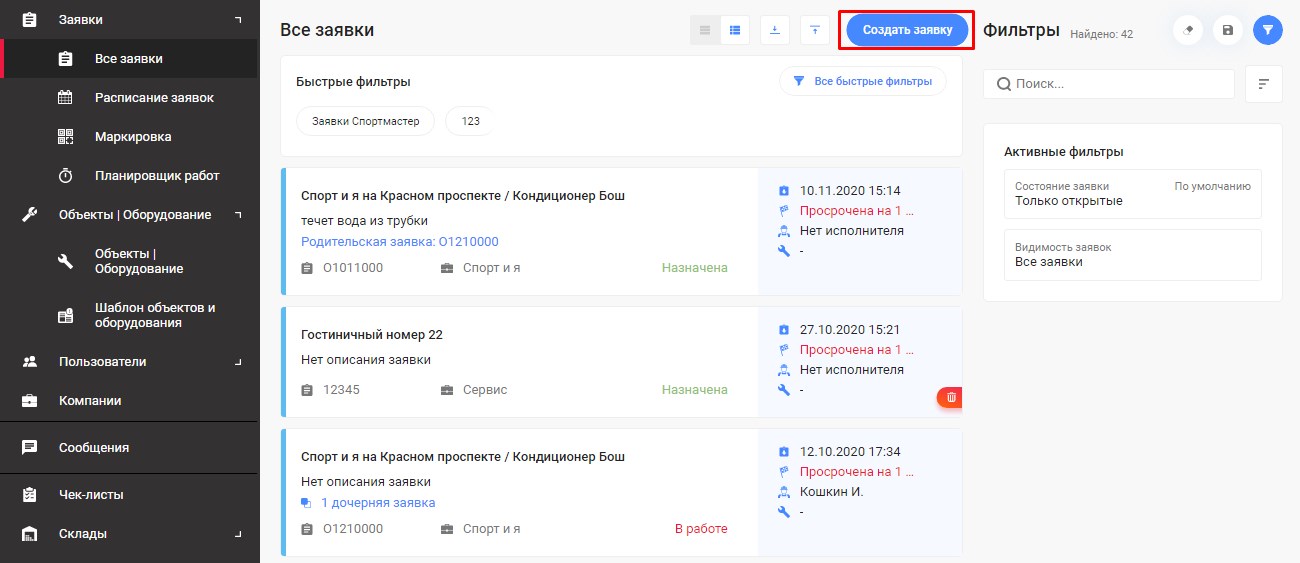 Заявки
Все заявки
Расписание заявок
Маркировка
Планировщик работ
Объекты | Оборудование
Объекты |
Оборудование
Шаблон объектов и
оборудования
Пользователи
Компании
Сообщения
Чек-листы
Склады
Все заявки
Создать заявку
Быстрые фильтры
Все быстрые фильтры
Заявки Спортмастер
123
Спорт и я на Красном проспекте / Кондиционер Бош
течет вода из трубки
Родительская заявка: O1210000
O1011000
Спорт и я
Назначена
10.11.2020 15:14
Просрочена на 1 ...
Нет исполнителя
-
Гостиничный номер 22
Нет описания заявки
12345
Сервис
Назначена
27.10.2020 15:21
Просрочена на 1 ...
Нет исполнителя
-
Спорт и я на Красном проспекте / Кондиционер Бош
Нет описания заявки
1 дочерняя заявка
O1210000
Спорт и я
В работе
12.10.2020 17:34
Просрочена на 1 ...
Кошкин И.
-
Фильтры
Найдено: 42
Поиск...
Активные фильтры
Состояние заявки
По умолчанию
Только открытые
Видимость заявок
Все заявки